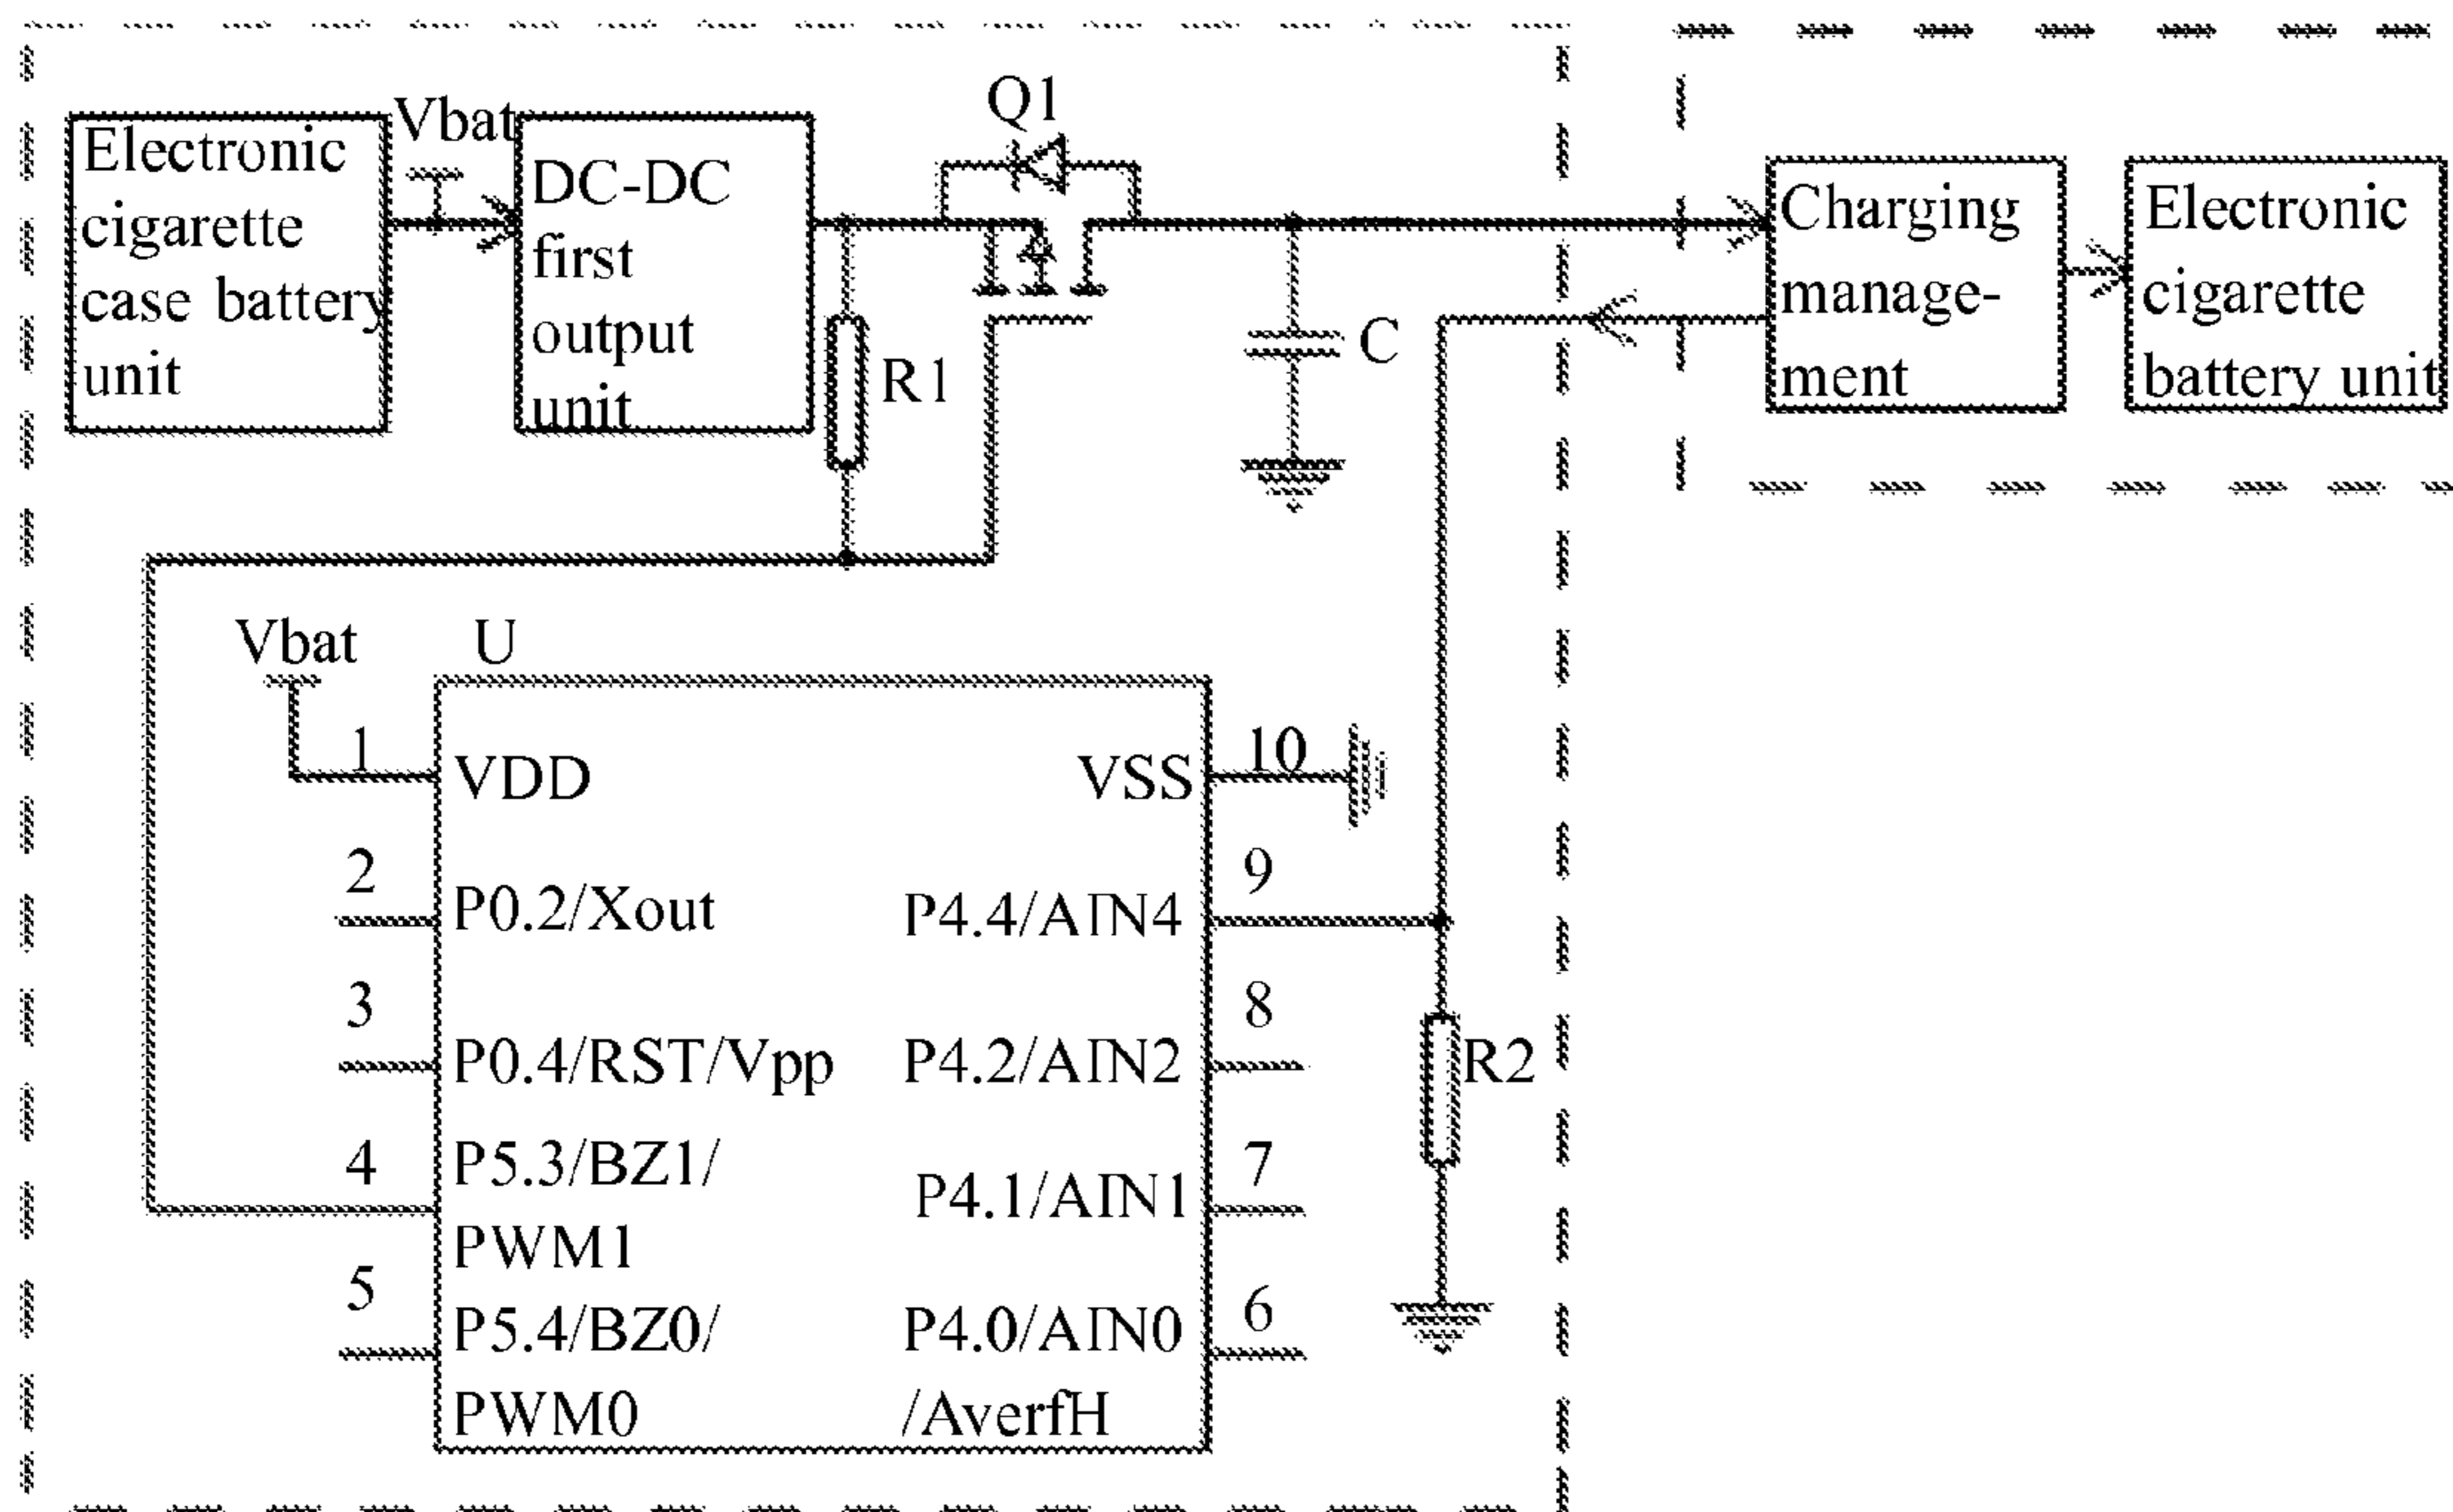 Electronic
cigarette
case battery
unit
Vbat
DC-DC
first
output
unit
Q1
R1
C
Charging
manage-
ment
Electronic
cigarette
battery unit
Vbat
U
1
VDD
VSS
10
2
P0.2/Xout
P4.4/AIN4
9
3
P0.4/RST/Vpp
P4.2/AIN2
8
4
P5.3/BZ1/
PWM1
P4.1/AIN1
7
5
P5.4/BZ0/
PWM0
P4.0/AIN0
/AverfH
6
R2